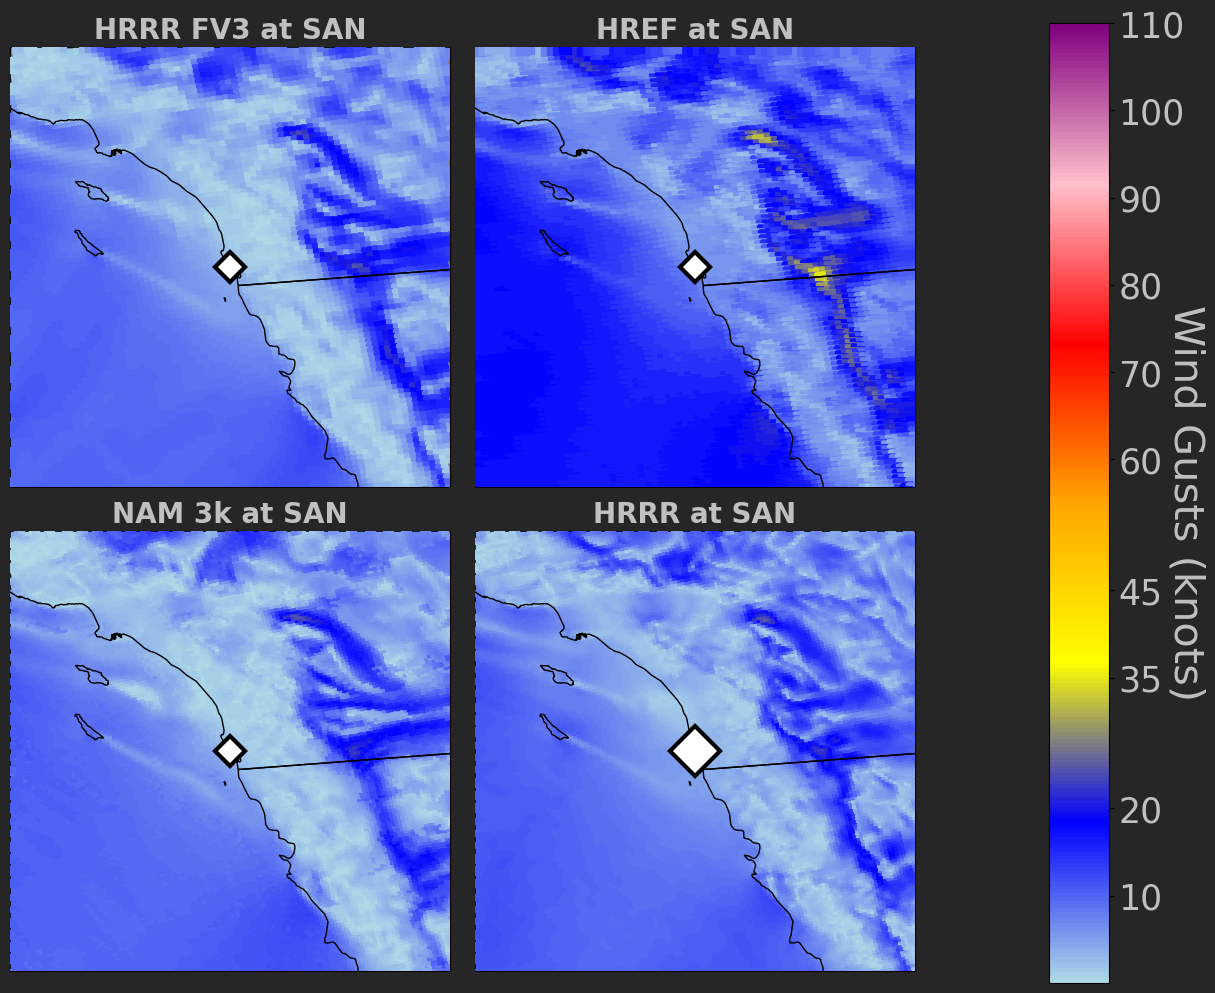 HRRR FV3 at SAN
HREF at SAN
NAM 3k at SAN
HRRR at SAN
110
100
90
80
70
60
45
35
20
10
Wind Gusts (knots)